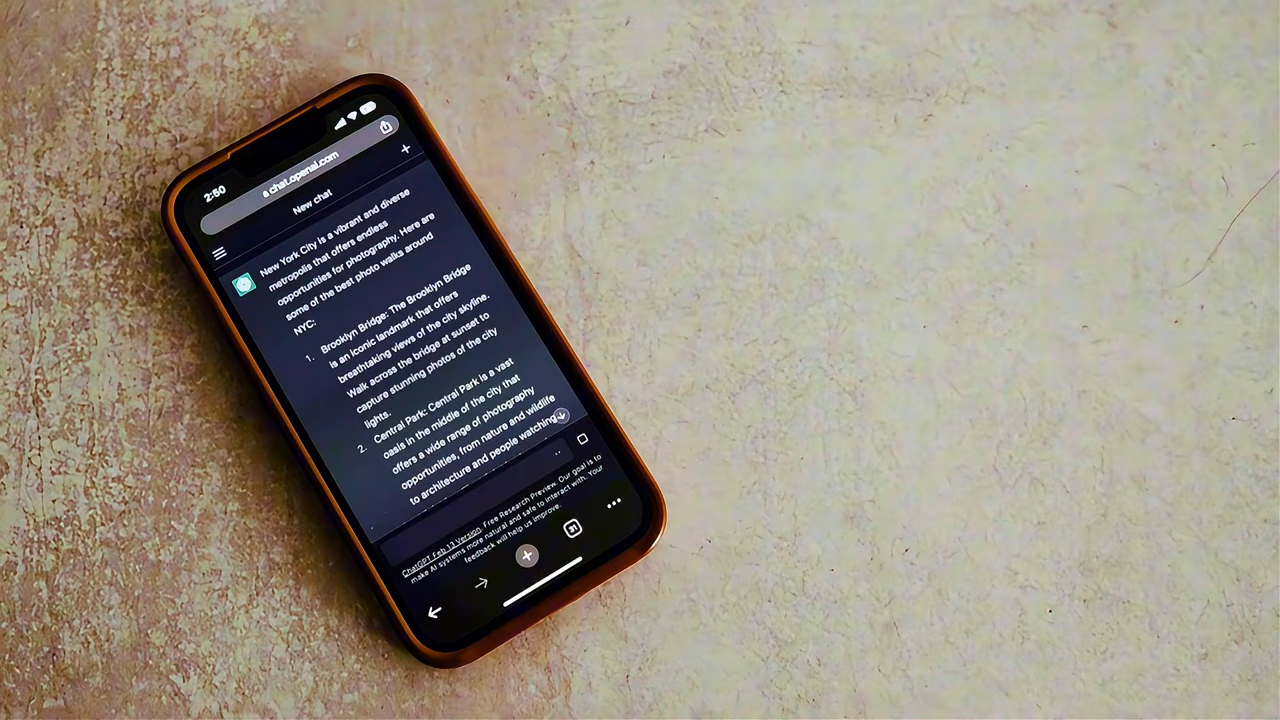 2:50
chat.openai.com
New chat
New York City is a vibrant and diverse
metropolis that offers endless
opportunities for photography. Here are
some of the best photo walks around
NYC:
1. Brooklyn Bridge: The Brooklyn Bridge
is an iconic landmark that offers
breathtaking views of the city skyline.
Walk across the bridge at sunset to
capture stunning photos of the city
lights.
2. Central Park: Central Park is a vast
oasis in the middle of the city that
offers a wide range of photography
opportunities, from nature and wildlife
to architecture and people watching
ChatGPT Feb 13 Version. Free Research Preview. Our goal is to
make AI systems more natural and safe to interact with. Your
feedback will help us improve.
31